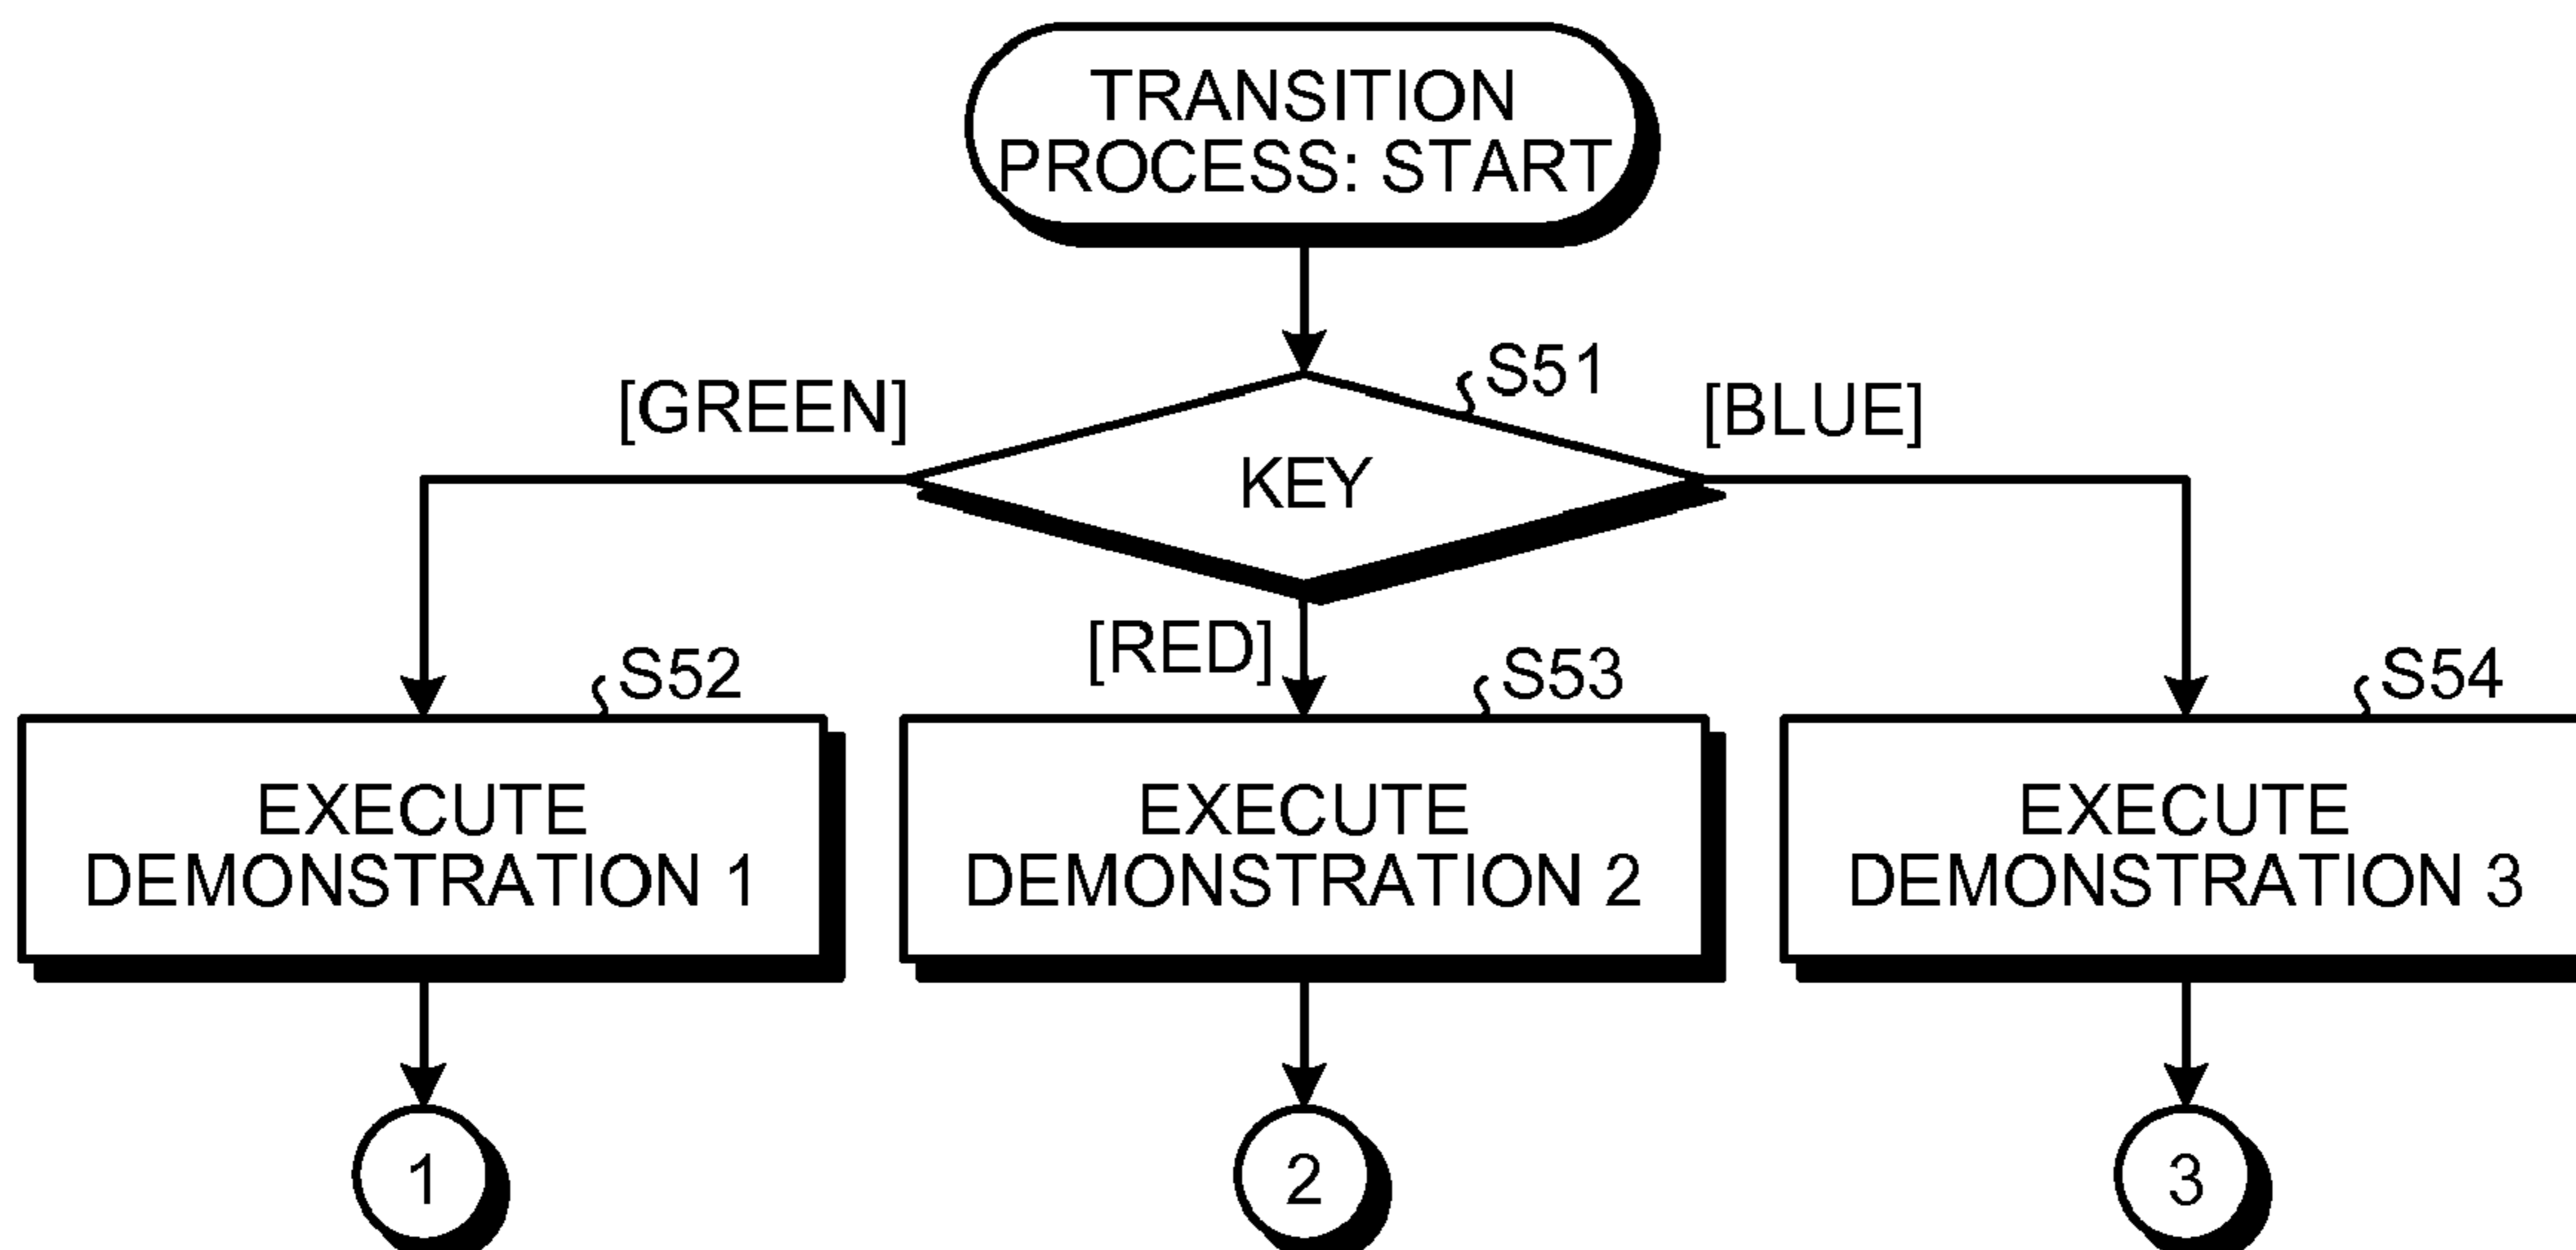 TRANSITION
PROCESS: START
S51
[GREEN]
[BLUE]
KEY
[RED]
S52
S53
S54
EXECUTE
DEMONSTRATION 1
EXECUTE
DEMONSTRATION 2
EXECUTE
DEMONSTRATION 3
1
2
3